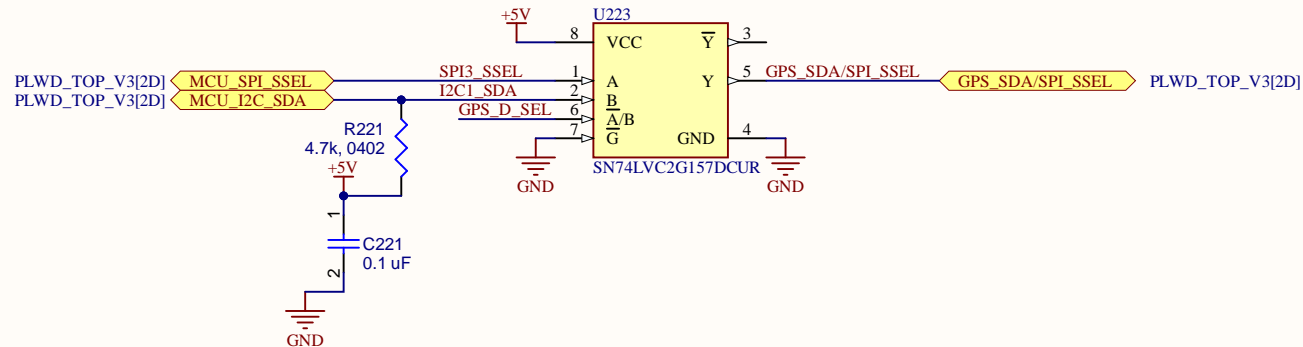 U223
+5V
8 VCC Y 3
PLWD_TOP_V3[2D] MCU_SPI_SSEL SPI3_SSEL 1 A Y 5 GPS_SDA/SPI_SSEL GPS_SDA/SPI_SSEL PLWD_TOP_V3[2D]
PLWD_TOP_V3[2D] MCU_I2C_SDA I2C1_SDA 2 B
GPS_D_SEL 6 A/B
7 G GND 4
R221
4.7k, 0402
SN74LVC2G157DCUR
GND
GND
+5V
1
C221
0.1 uF
2
GND